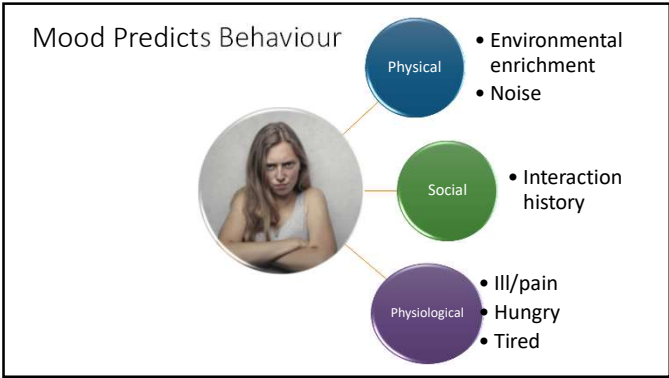 Mood Predicts Behaviour
Physical
• Environmental
enrichment
• Noise
Social
• Interaction
history
Physiological
• Ill/pain
• Hungry
• Tired